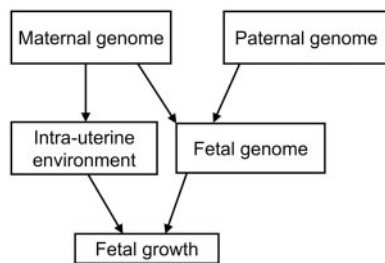 Maternal genome
Paternal genome
Intra-uterine
environment
Fetal genome
Fetal growth